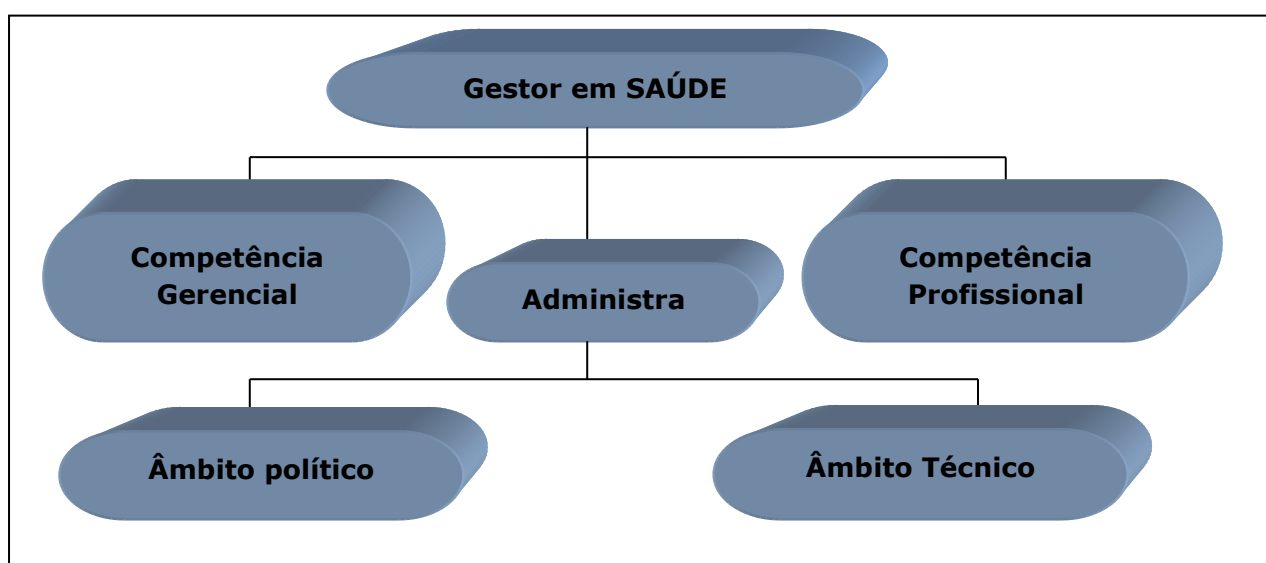 Gestor em SAÚDE
Competência
Gerencial
Administra
Competência
Profissional
Âmbito político
Âmbito Técnico